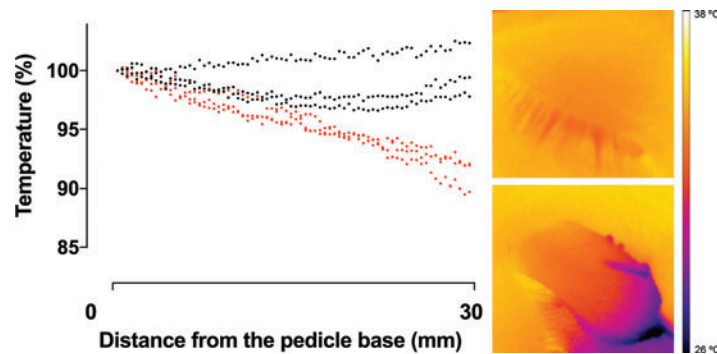 38 °C
100
95
90
85
Temperature (%)
0
30
Distance from the pedicle base (mm)
26 °C